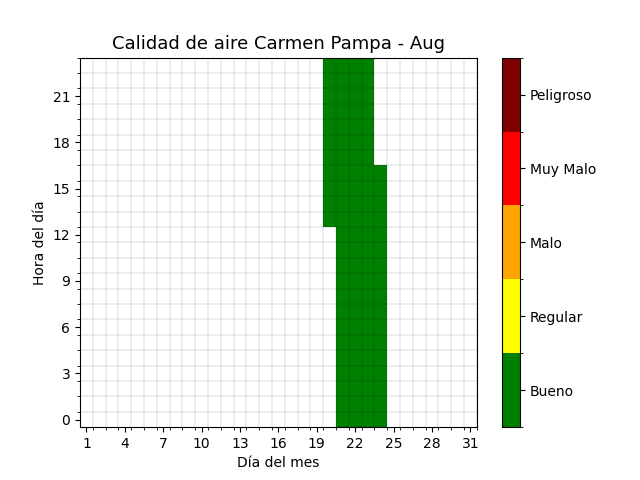 Calidad de aire Carmen Pampa - Aug
Peligroso
Muy Malo
Malo
Regular
Bueno
Hora del día
21
18
15
12
9
6
3
0
1 4 7 10 13 16 19 22 25 28 31
Día del mes